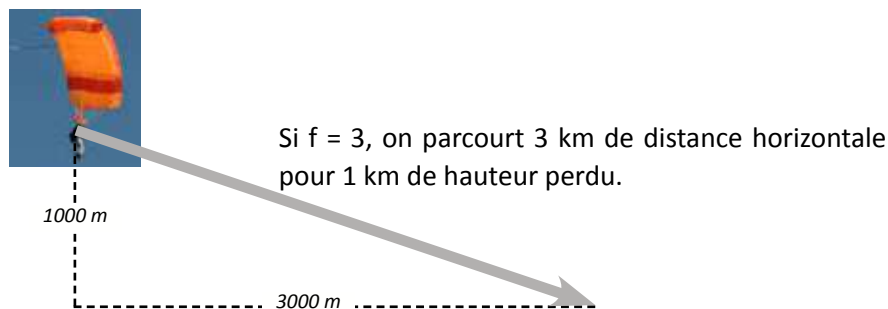 Si f = 3, on parcourt 3 km de distance horizontale
pour 1 km de hauteur perdu.
1000 m
3000 m